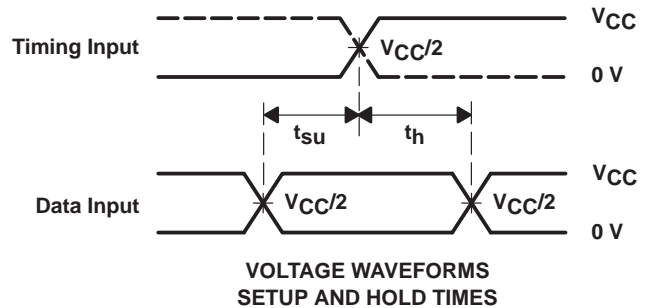 VCC
Timing Input
VCC/2
0 V
tsu
th
VCC
Data Input
VCC/2
VCC/2
0 V
VOLTAGE WAVEFORMS
SETUP AND HOLD TIMES